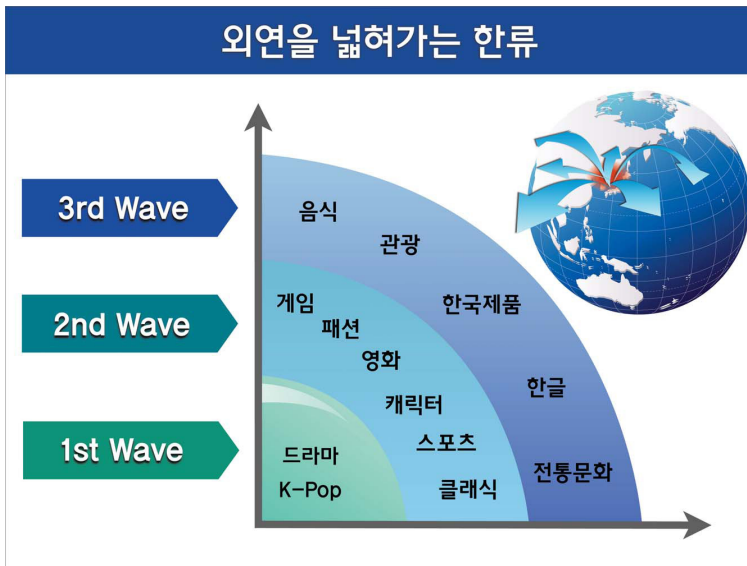 외연을 넓혀가는 한류
3rd Wave
음식
관광
한국제품
한글
전통문화
2nd Wave
게임
패션
영화
캐릭터
스포츠
클래식
1st Wave
드라마
K-Pop